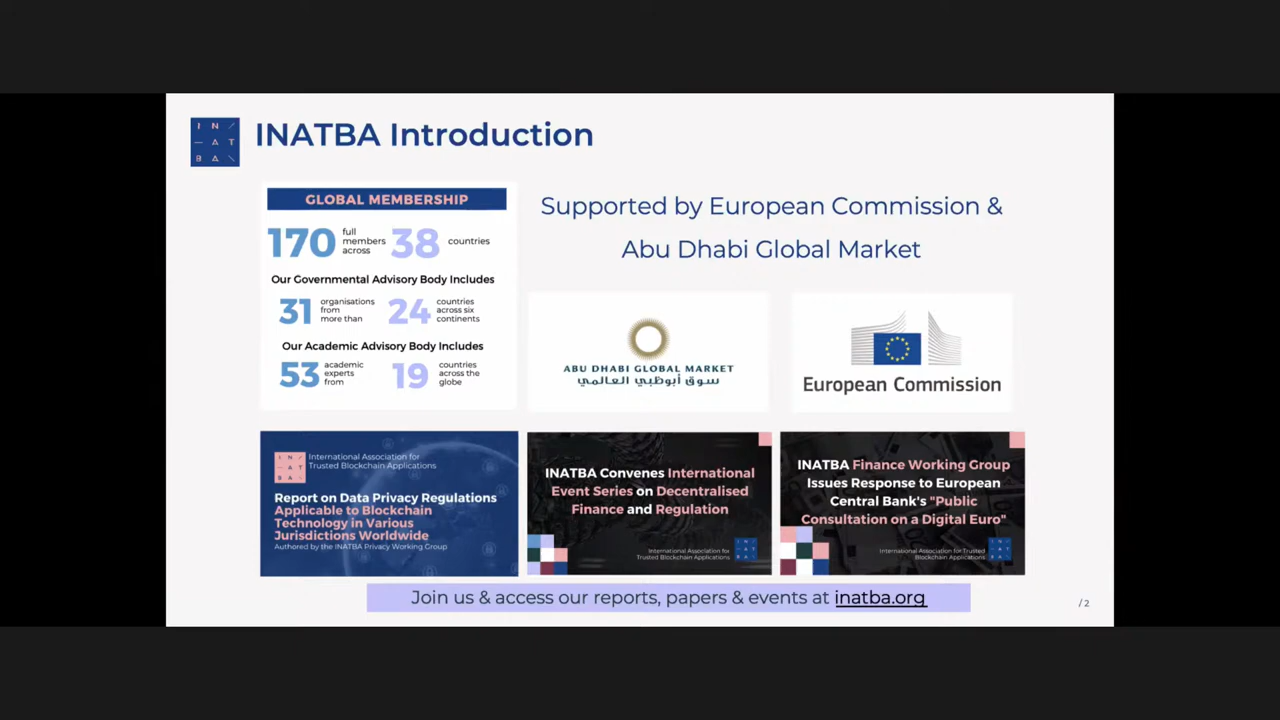 I N /
— A T
B A \
INATBA Introduction
GLOBAL MEMBERSHIP
170 full members across 38 countries
Our Governmental Advisory Body Includes
31 organisations from more than 24 countries across six continents
Our Academic Advisory Body Includes
53 academic experts from 19 countries across the globe
Supported by European Commission &
Abu Dhabi Global Market
ABU DHABI GLOBAL MARKET
سوق أبوظبي العالمي
European Commission
I N /
— A T
B A \
International Association for
Trusted Blockchain Applications
Report on Data Privacy Regulations
Applicable to Blockchain
Technology in Various
Jurisdictions Worldwide
Authored by the INATBA Privacy Working Group
INATBA Convenes International
Event Series on Decentralised
Finance and Regulation
International Association for
Trusted Blockchain Applications
INATBA Finance Working Group
Issues Response to European
Central Bank's "Public
Consultation on a Digital Euro"
International Association for Trusted
Blockchain Applications
Join us & access our reports, papers & events at inatba.org
/ 2